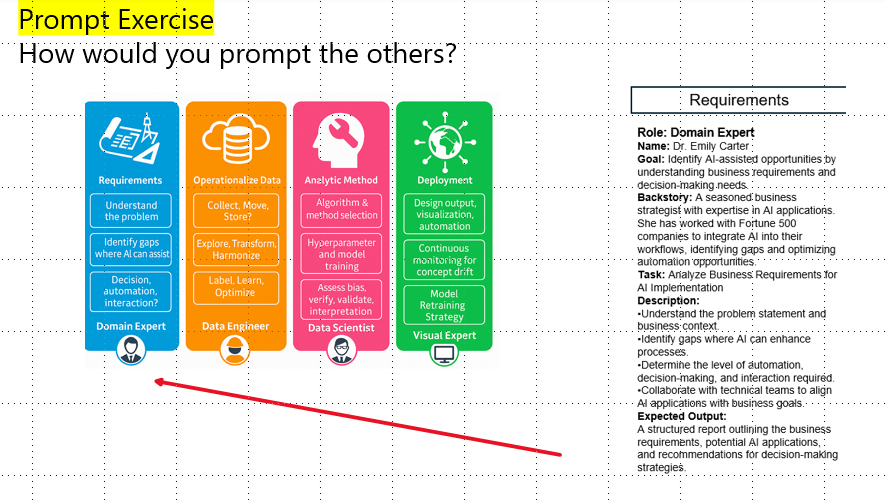 Prompt Exercise
How would you prompt the others?
Requirements
Understand
the problem
Identify gaps
where AI can assist
Decision,
automation,
interaction?
Domain Expert
Operationalize Data
Collect, Move,
Store?
Explore, Transform,
Harmonize
Label, Learn,
Optimize
Data Engineer
Analytic Method
Algorithm &
method selection
Hyperparameter
and model
training
Assess bias,
verify, validate,
interpretation
Data Scientist
Deployment
Design output,
visualization,
automation
Continuous
monitoring for
concept drift
Model
Retraining
Strategy
Visual Expert
Requirements
Role: Domain Expert
Name: Dr. Emily Carter
Goal: Identify AI-assisted opportunities by
understanding business requirements and
decision-making needs.
Backstory: A seasoned business
strategist with expertise in AI applications.
She has worked with Fortune 500
companies to integrate AI into their
workflows, identifying gaps and optimizing
automation opportunities.
Task: Analyze Business Requirements for
AI Implementation
Description:
•Understand the problem statement and
business context.
•Identify gaps where AI can enhance
processes.
•Determine the level of automation,
decision-making, and interaction required.
•Collaborate with technical teams to align
AI applications with business goals.
Expected Output:
A structured report outlining the business
requirements, potential AI applications,
and recommendations for decision-making
strategies.